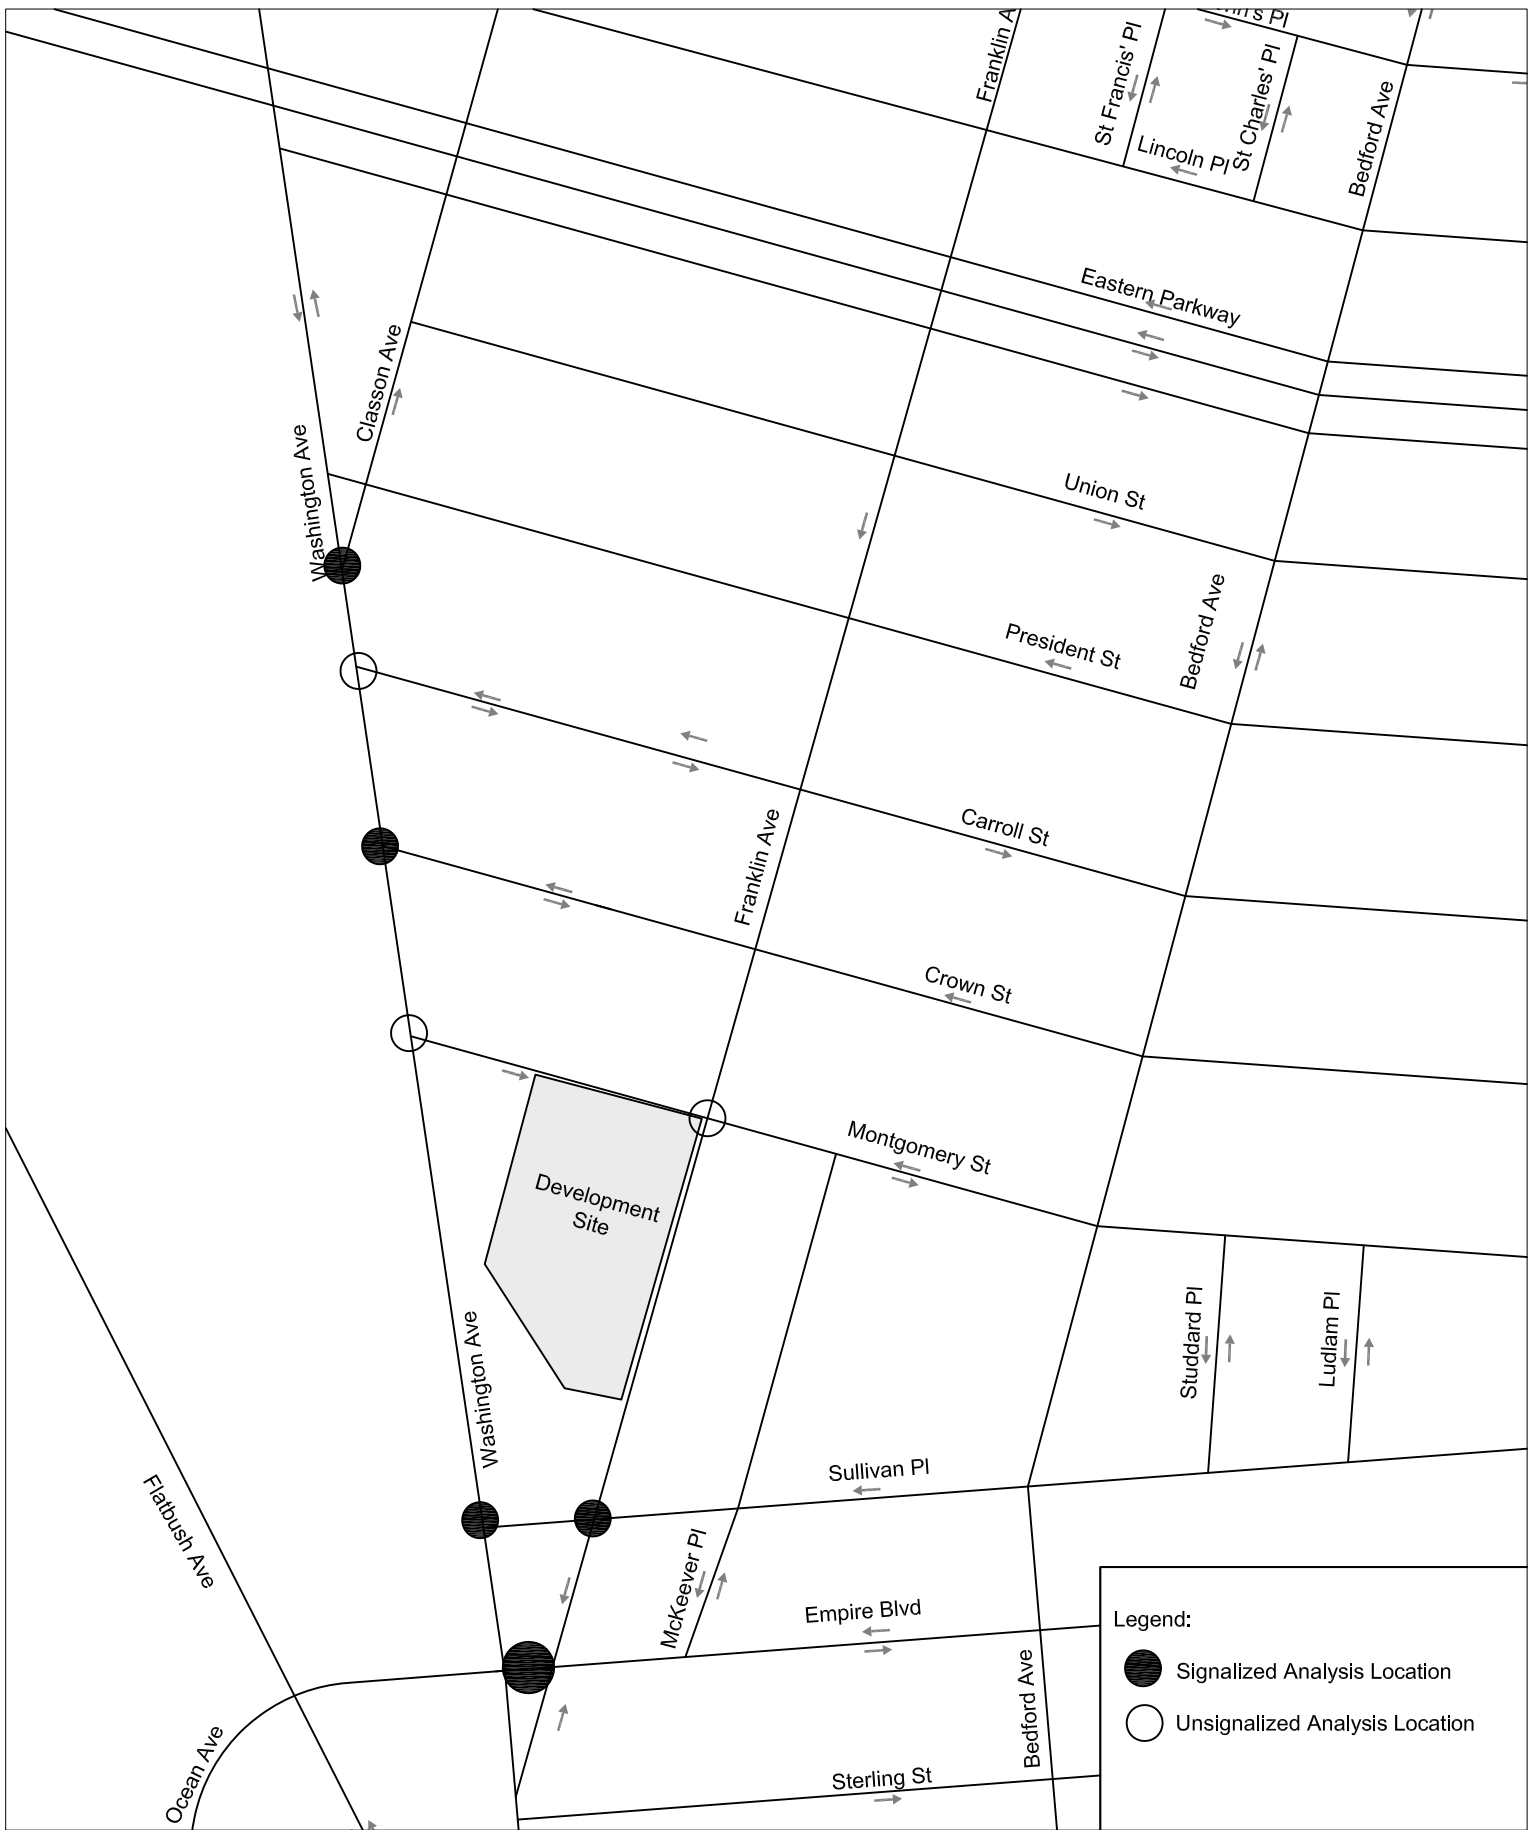 Franklin A
St Francis' Pl
St Charles' Pl
Bedford Ave
Lincoln Pl
Eastern Parkway
Classon Ave
Washington Ave
Union St
Bedford Ave
President St
Carroll St
Franklin Ave
Crown St
Montgomery St
Development
Site
Studdard Pl
Ludlam Pl
Washington Ave
Sullivan Pl
Flatbush Ave
McKeever Pl
Empire Blvd
Bedford Ave
Ocean Ave
Sterling St
Legend:
Signalized Analysis Location
Unsignalized Analysis Location